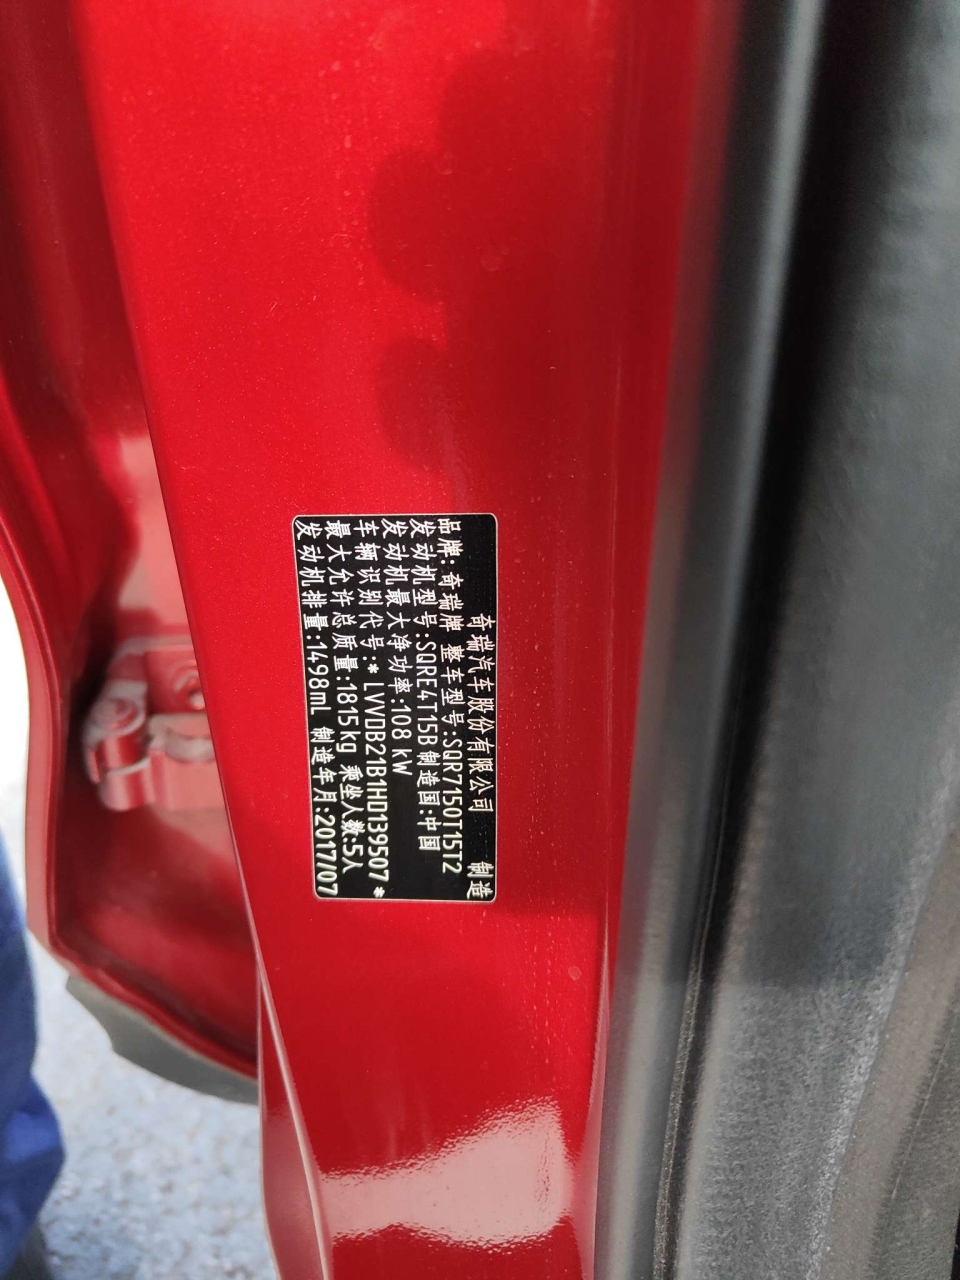 奇瑞汽车股份有限公司 制造
品牌:奇瑞牌 整车型号:SQR7150T15T2
发动机型号:SQRE4T15B 制造国:中国
发动机最大净功率:108 kW
车辆识别代号:* LVVDB21B1HD139507 *
最大允许总质量:1815kg 乘坐人数:5人
发动机排量:1498mL 制造年月:2017/07